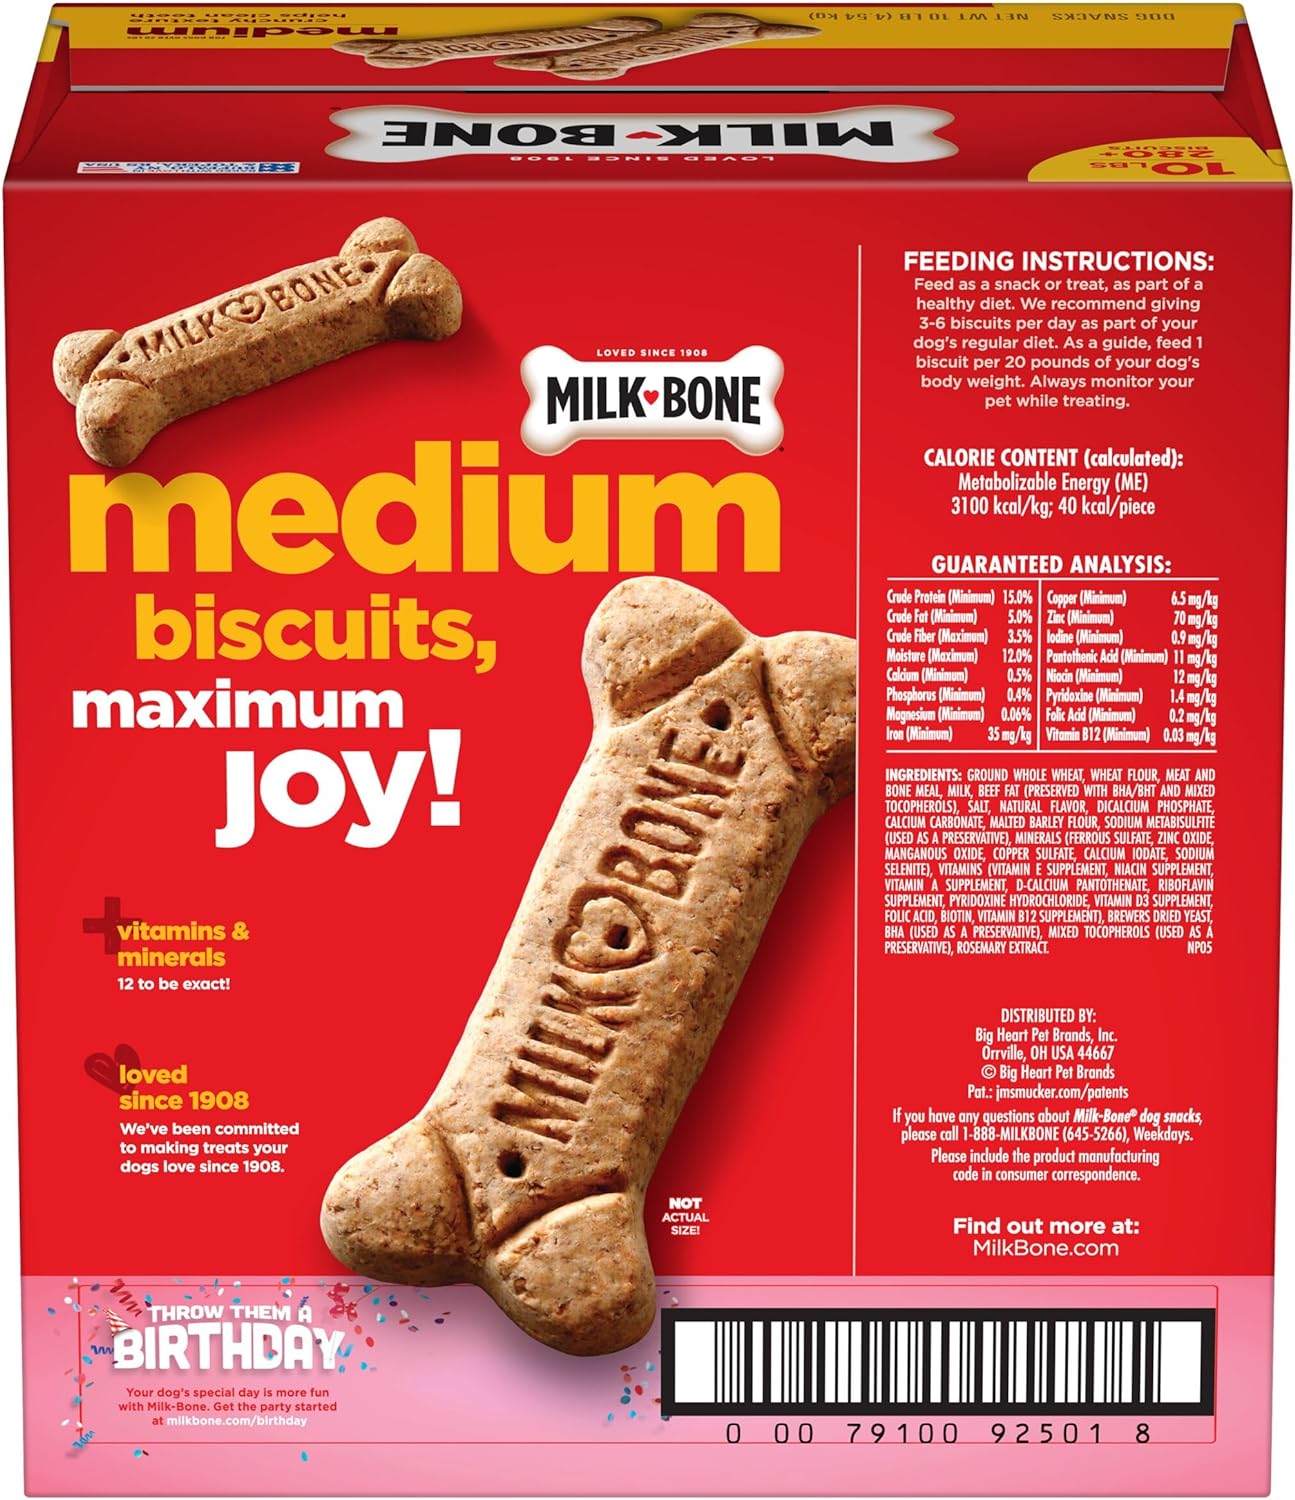 DOG SNACKS NET WT 10 LB (4.54 kg)
medium
FOR DOGS OVER 20 LBS
crunchy texture
helps clean teeth
MILK BONE
LOVED SINCE 1908
10 LBS
280+
BISCUITS
BUFFALO, NY
MILK BONE
LOVED SINCE 1908
MILK BONE
medium
biscuits,
maximum
joy!
MILK BONE
vitamins &
minerals
12 to be exact!
loved
since 1908
We've been committed
to making treats your
dogs love since 1908.
NOT
ACTUAL
SIZE!
FEEDING INSTRUCTIONS:
Feed as a snack or treat, as part of a
healthy diet. We recommend giving
3-6 biscuits per day as part of your
dog's regular diet. As a guide, feed 1
biscuit per 20 pounds of your dog's
body weight. Always monitor your
pet while treating.
CALORIE CONTENT (calculated):
Metabolizable Energy (ME)
3100 kcal/kg; 40 kcal/piece
GUARANTEED ANALYSIS:
Crude Protein (Minimum) 15.0%
Crude Fat (Minimum) 5.0%
Crude Fiber (Maximum) 3.5%
Moisture (Maximum) 12.0%
Calcium (Minimum) 0.5%
Phosphorus (Minimum) 0.4%
Magnesium (Minimum) 0.06%
Iron (Minimum) 35 mg/kg
Copper (Minimum) 6.5 mg/kg
Zinc (Minimum) 70 mg/kg
Iodine (Minimum) 0.9 mg/kg
Pantothenic Acid (Minimum) 11 mg/kg
Niacin (Minimum) 12 mg/kg
Pyridoxine (Minimum) 1.4 mg/kg
Folic Acid (Minimum) 0.2 mg/kg
Vitamin B12 (Minimum) 0.03 mg/kg
INGREDIENTS: GROUND WHOLE WHEAT, WHEAT FLOUR, MEAT AND
BONE MEAL, MILK, BEEF FAT (PRESERVED WITH BHA/BHT AND MIXED
TOCOPHEROLS), SALT, NATURAL FLAVOR, DICALCIUM PHOSPHATE,
CALCIUM CARBONATE, MALTED BARLEY FLOUR, SODIUM METABISULFITE
(USED AS A PRESERVATIVE), MINERALS (FERROUS SULFATE, ZINC OXIDE,
MANGANOUS OXIDE, COPPER SULFATE, CALCIUM IODATE, SODIUM
SELENITE), VITAMINS (VITAMIN E SUPPLEMENT, NIACIN SUPPLEMENT,
VITAMIN A SUPPLEMENT, D-CALCIUM PANTOTHENATE, RIBOFLAVIN
SUPPLEMENT, PYRIDOXINE HYDROCHLORIDE, VITAMIN D3 SUPPLEMENT,
FOLIC ACID, BIOTIN, VITAMIN B12 SUPPLEMENT), BREWERS DRIED YEAST,
BHA (USED AS A PRESERVATIVE), MIXED TOCOPHEROLS (USED AS A
PRESERVATIVE), ROSEMARY EXTRACT. NP05
DISTRIBUTED BY:
Big Heart Pet Brands, Inc.
Orrville, OH USA 44667
© Big Heart Pet Brands
Pat.: jmsmucker.com/patents
If you have any questions about Milk-Bone® dog snacks,
please call 1-888-MILKBONE (645-5266), Weekdays.
Please include the product manufacturing
code in consumer correspondence.
Find out more at:
MilkBone.com
THROW THEM A
BIRTHDAY
Your dog's special day is more fun
with Milk-Bone. Get the party started
at milkbone.com/birthday
0 00 79100 92501 8